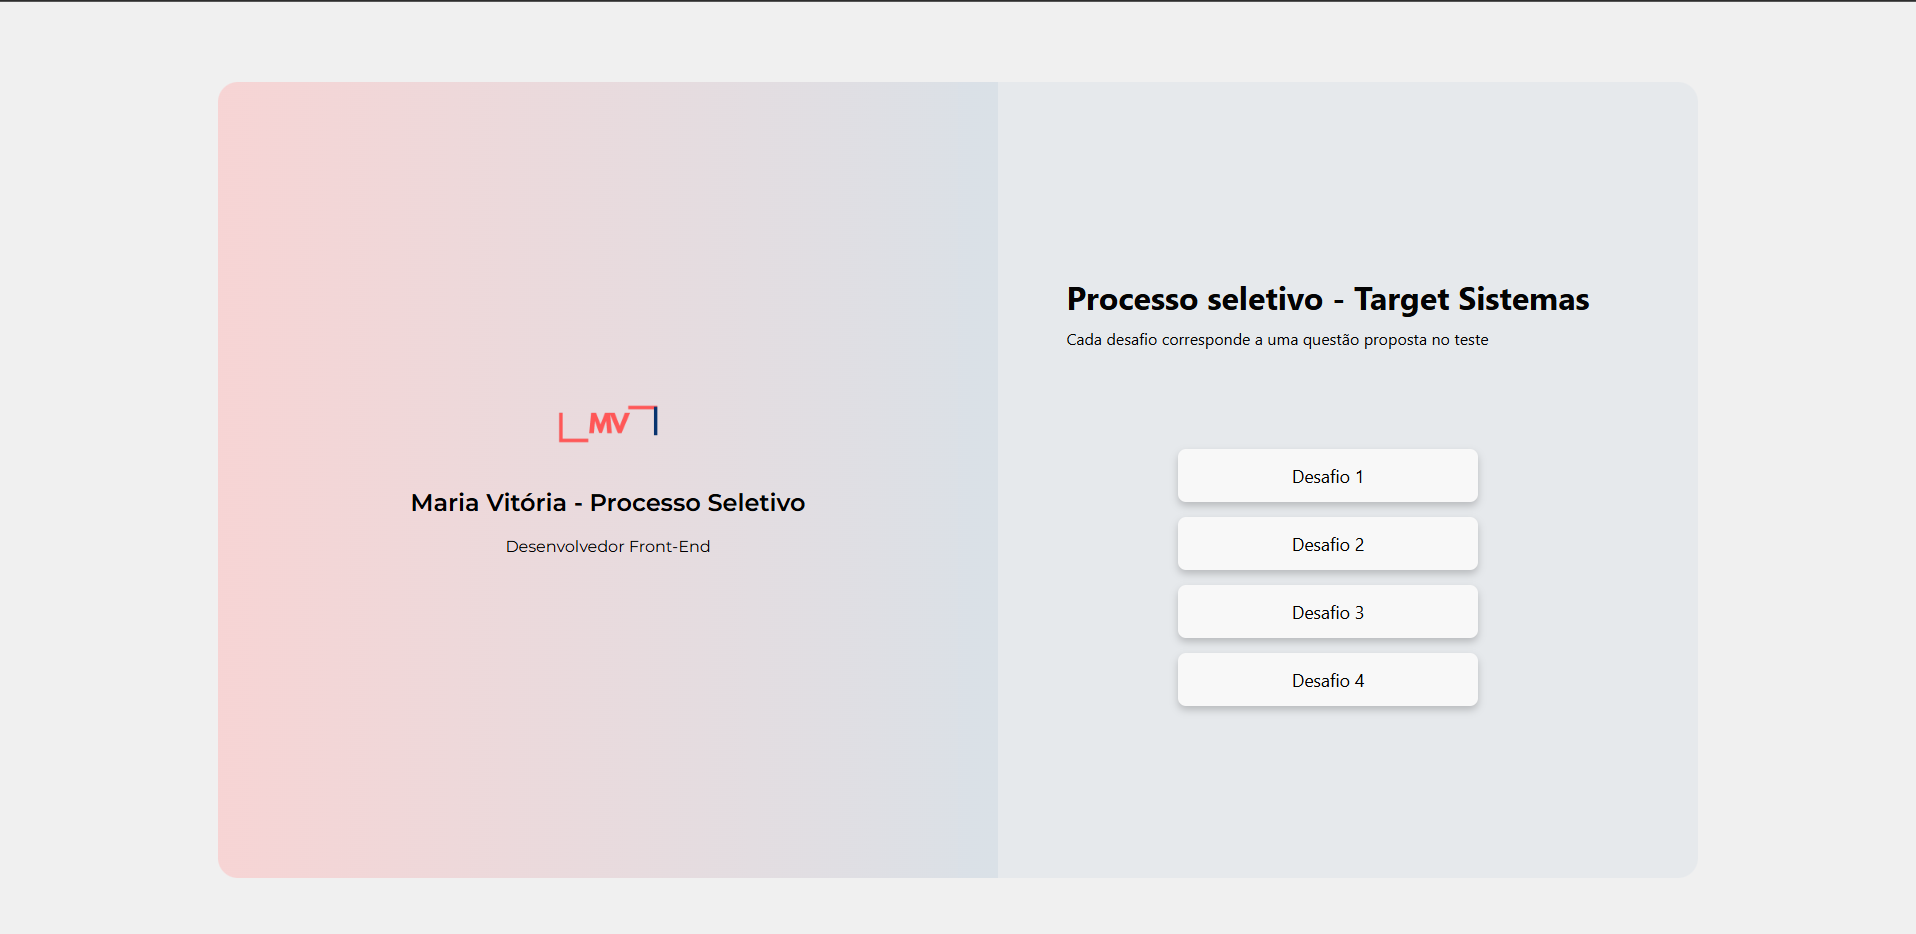 MV
Maria Vitória - Processo Seletivo
Desenvolvedor Front-End
Processo seletivo - Target Sistemas
Cada desafio corresponde a uma questão proposta no teste
Desafio 1
Desafio 2
Desafio 3
Desafio 4